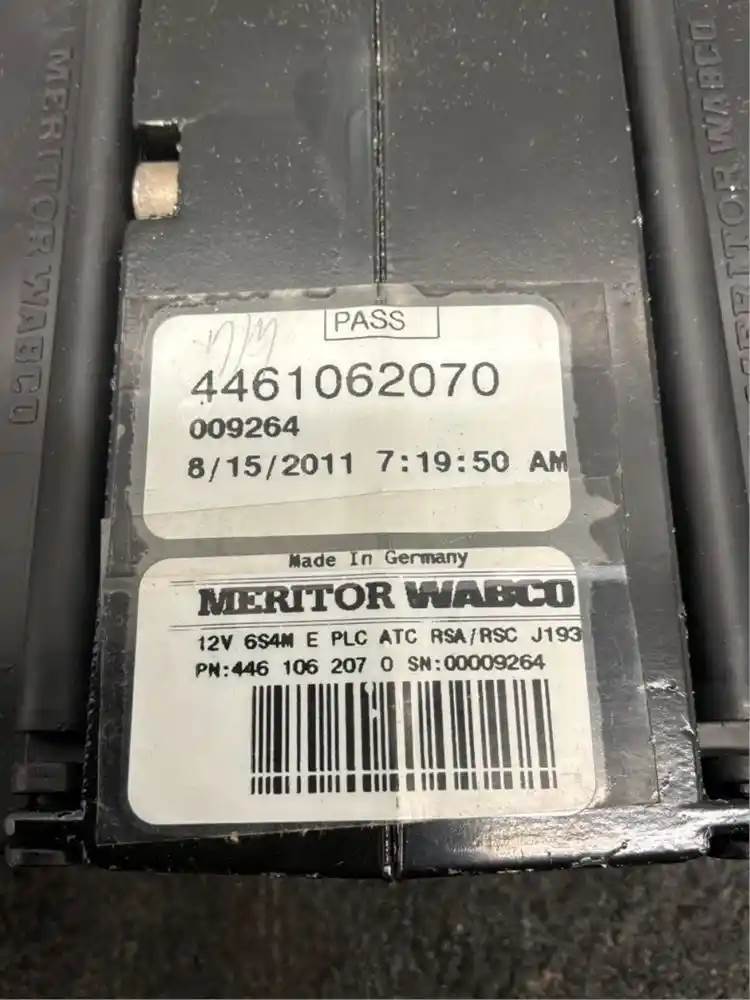 MERITOR WABCO
MERITOR WABCO
PASS
4461062070
009264
8/15/2011 7:19:50 AM
Made In Germany
MERITOR WABCO
12V 6S4M E PLC ATC RSA/RSC J193
PN:446 106 207 0 SN:00009264